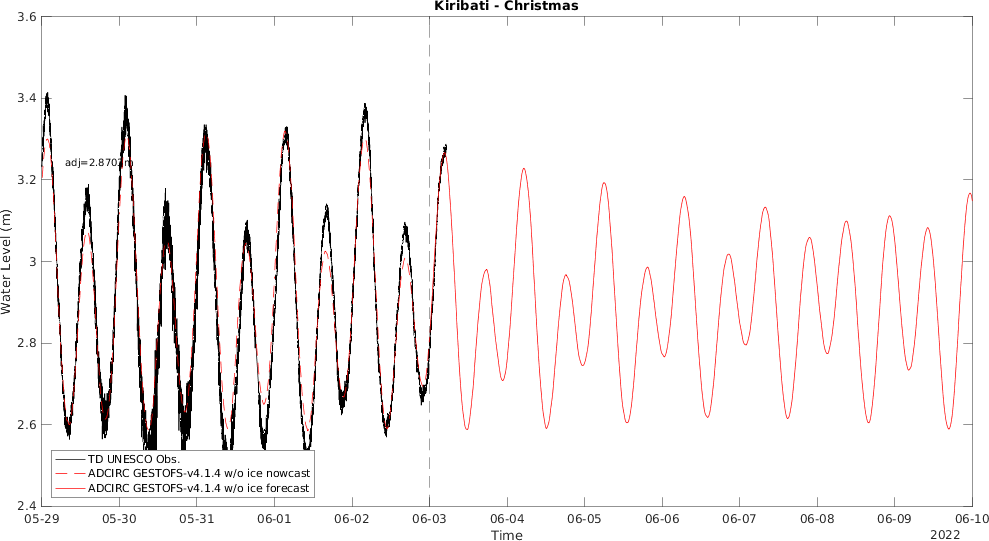 Kiribati - Christmas
3.6
3.4
3.2
3
2.8
2.6
2.4
Water Level (m)
TD UNESCO Obs.
ADCIRC GESTOFS-v4.1.4 w/o ice nowcast
ADCIRC GESTOFS-v4.1.4 w/o ice forecast
05-29 05-30 05-31 06-01 06-02 06-03 06-04 06-05 06-06 06-07 06-08 06-09 06-10
Time
2022